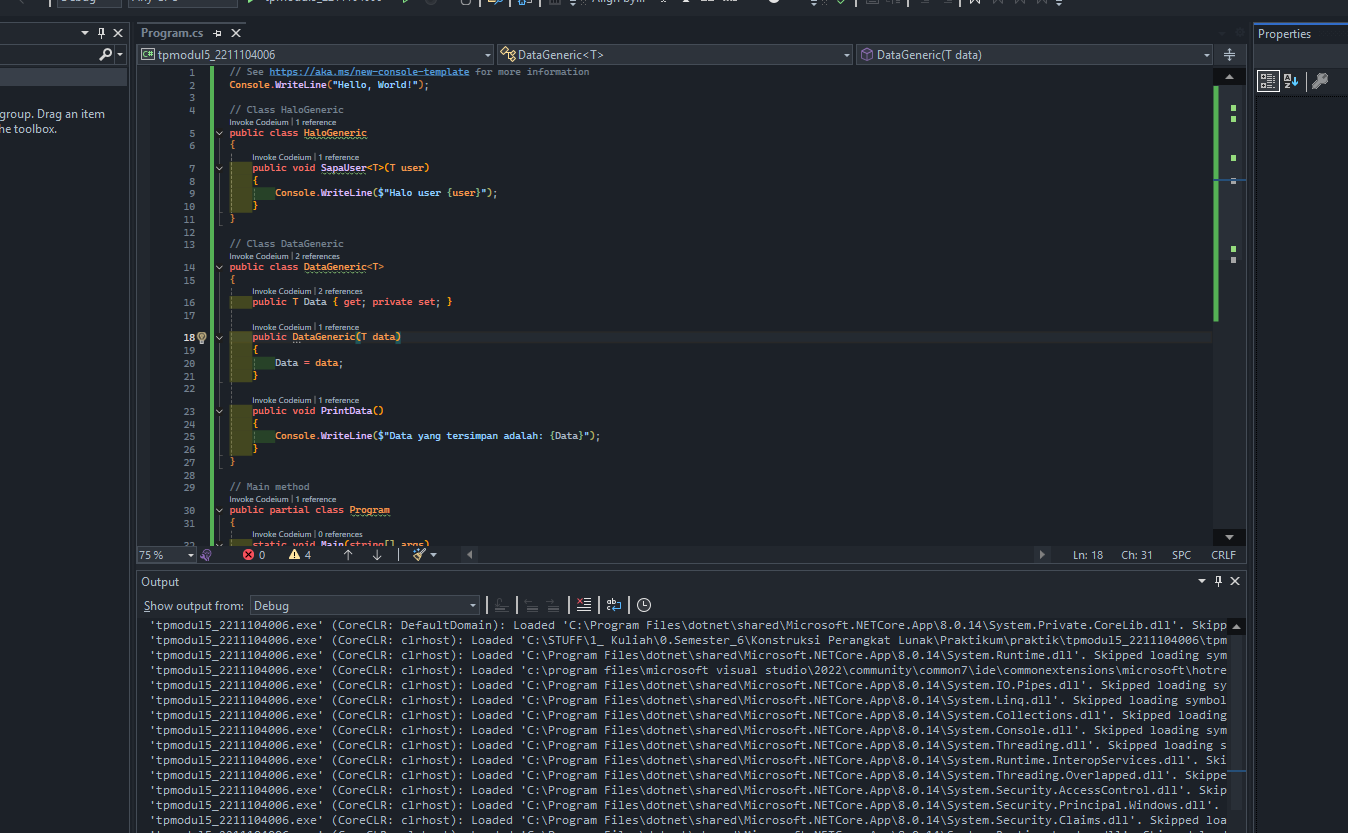 Debug
Program.cs
Properties
tpmodul5_2211104006
DataGeneric<T>
DataGeneric(T data)
group. Drag an item
he toolbox.
1 // See https://aka.ms/new-console-template for more information
2 Console.WriteLine("Hello, World!");
3
4 // Class HaloGeneric
Invoke Codeium | 1 reference
5 public class HaloGeneric
6 {
Invoke Codeium | 1 reference
7 public void SapaUser<T>(T user)
8 {
9 Console.WriteLine($"Halo user {user}");
10 }
11 }
12
13 // Class DataGeneric
Invoke Codeium | 2 references
14 public class DataGeneric<T>
15 {
Invoke Codeium | 2 references
16 public T Data { get; private set; }
17
Invoke Codeium | 1 reference
18 public DataGeneric(T data)
19 {
20 Data = data;
21 }
22
Invoke Codeium | 1 reference
23 public void PrintData()
24 {
25 Console.WriteLine($"Data yang tersimpan adalah: {Data}");
26 }
27 }
28
29 // Main method
Invoke Codeium | 1 reference
30 public partial class Program
31 {
Invoke Codeium | 0 references
32 static void Main(string[] args)
75 % 0 4 Ln: 18 Ch: 31 SPC CRLF
Output
Show output from: Debug
'tpmodul5_2211104006.exe' (CoreCLR: DefaultDomain): Loaded 'C:\Program Files\dotnet\shared\Microsoft.NETCore.App\8.0.14\System.Private.CoreLib.dll'. Skipp
'tpmodul5_2211104006.exe' (CoreCLR: clrhost): Loaded 'C:\STUFF\1_ Kuliah\0.Semester_6\Konstruksi Perangkat Lunak\Praktikum\praktik\tpmodul5_2211104006\tpm
'tpmodul5_2211104006.exe' (CoreCLR: clrhost): Loaded 'C:\Program Files\dotnet\shared\Microsoft.NETCore.App\8.0.14\System.Runtime.dll'. Skipped loading sym
'tpmodul5_2211104006.exe' (CoreCLR: clrhost): Loaded 'c:\program files\microsoft visual studio\2022\community\common7\ide\commonextensions\microsoft\hotre
'tpmodul5_2211104006.exe' (CoreCLR: clrhost): Loaded 'C:\Program Files\dotnet\shared\Microsoft.NETCore.App\8.0.14\System.IO.Pipes.dll'. Skipped loading sy
'tpmodul5_2211104006.exe' (CoreCLR: clrhost): Loaded 'C:\Program Files\dotnet\shared\Microsoft.NETCore.App\8.0.14\System.Linq.dll'. Skipped loading symbol
'tpmodul5_2211104006.exe' (CoreCLR: clrhost): Loaded 'C:\Program Files\dotnet\shared\Microsoft.NETCore.App\8.0.14\System.Collections.dll'. Skipped loading
'tpmodul5_2211104006.exe' (CoreCLR: clrhost): Loaded 'C:\Program Files\dotnet\shared\Microsoft.NETCore.App\8.0.14\System.Console.dll'. Skipped loading sym
'tpmodul5_2211104006.exe' (CoreCLR: clrhost): Loaded 'C:\Program Files\dotnet\shared\Microsoft.NETCore.App\8.0.14\System.Threading.dll'. Skipped loading s
'tpmodul5_2211104006.exe' (CoreCLR: clrhost): Loaded 'C:\Program Files\dotnet\shared\Microsoft.NETCore.App\8.0.14\System.Runtime.InteropServices.dll'. Ski
'tpmodul5_2211104006.exe' (CoreCLR: clrhost): Loaded 'C:\Program Files\dotnet\shared\Microsoft.NETCore.App\8.0.14\System.Threading.Overlapped.dll'. Skippe
'tpmodul5_2211104006.exe' (CoreCLR: clrhost): Loaded 'C:\Program Files\dotnet\shared\Microsoft.NETCore.App\8.0.14\System.Security.AccessControl.dll'. Skip
'tpmodul5_2211104006.exe' (CoreCLR: clrhost): Loaded 'C:\Program Files\dotnet\shared\Microsoft.NETCore.App\8.0.14\System.Security.Principal.Windows.dll'.
'tpmodul5_2211104006.exe' (CoreCLR: clrhost): Loaded 'C:\Program Files\dotnet\shared\Microsoft.NETCore.App\8.0.14\System.Security.Claims.dll'. Skipped loa